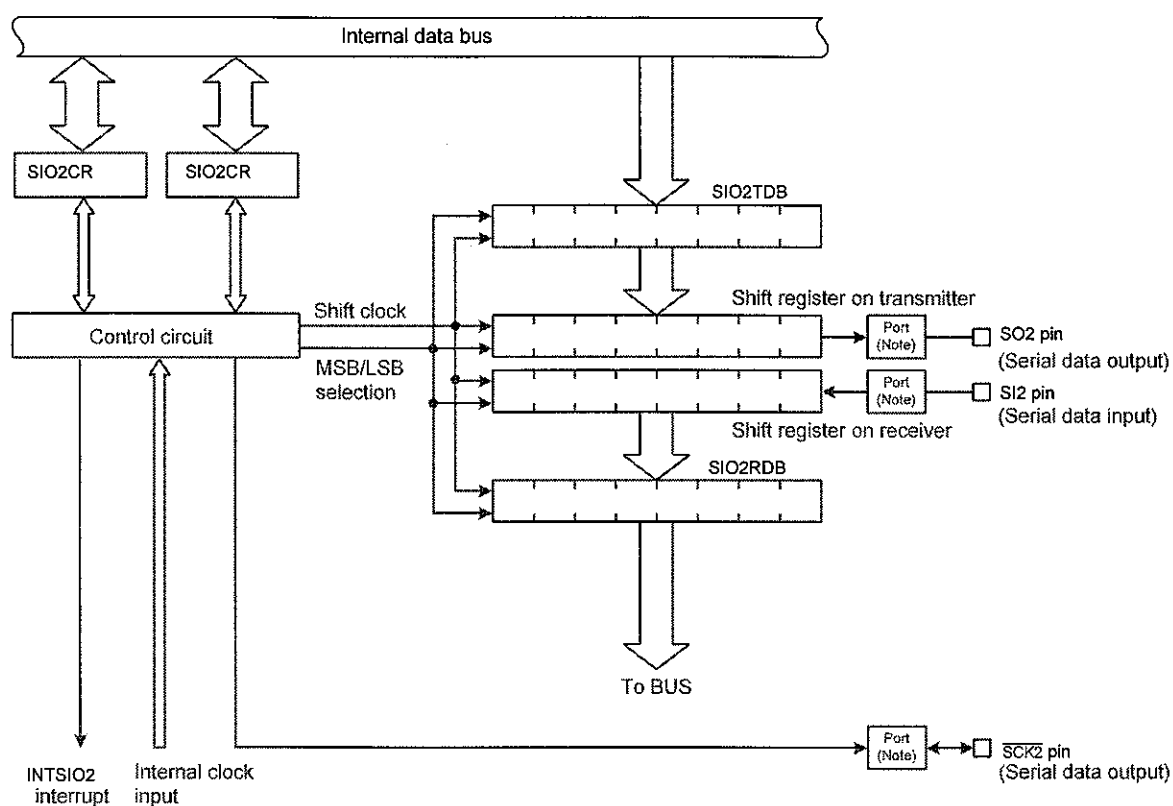 Internal data bus
SIO2CR
SIO2CR
SIO2TDB
Control circuit
Shift clock
MSB/LSB
selection
Shift register on transmitter
Port
(Note)
SO2 pin
(Serial data output)
Port
(Note)
SI2 pin
(Serial data input)
Shift register on receiver
SIO2RDB
To BUS
INTSIO2
interrupt
Internal clock
input
Port
(Note)
SCK2 pin
(Serial data output)